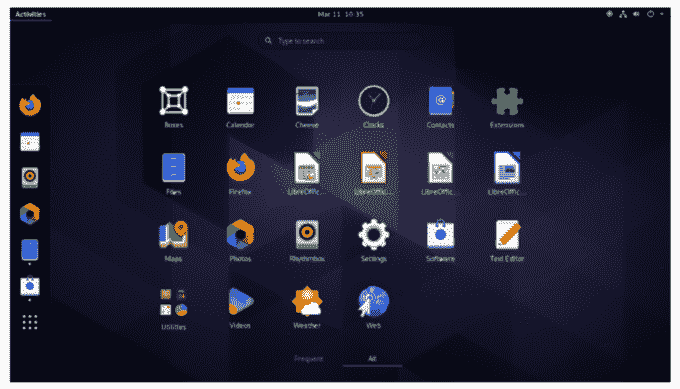 Activities
Mar 11 10:35
Type to search
Boxes Calendar Cheese Clocks Contacts Extensions
Files Firefox LibreOffic... LibreOffic... LibreOffic... LibreOffic...
Maps Photos Rhythmbox Settings Software Text Editor
Utilities Videos Weather Web
Frequent All